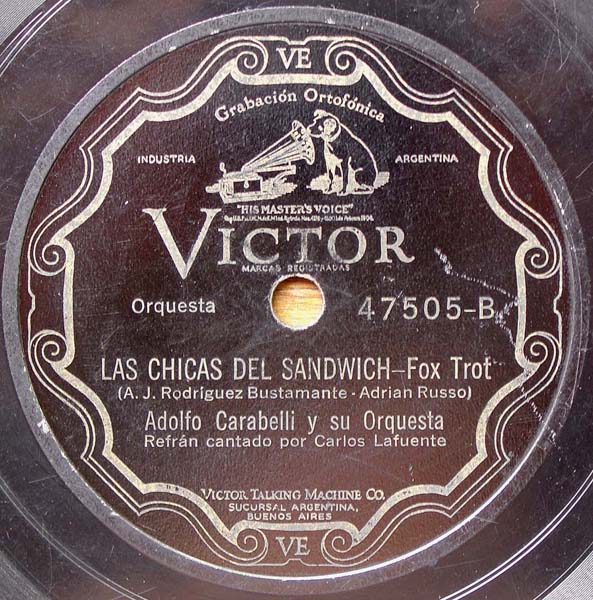 VE
Grabación Ortofónica
INDUSTRIA ARGENTINA
"HIS MASTER'S VOICE"
VICTOR
MARCAS REGISTRADAS
Orquesta 47505-B
LAS CHICAS DEL SANDWICH-Fox Trot
(A. J. Rodríguez Bustamante - Adrian Russo)
Adolfo Carabelli y su Orquesta
Refrán cantado por Carlos Lafuente
VICTOR TALKING MACHINE CO.
SUCURSAL ARGENTINA,
BUENOS AIRES
VE